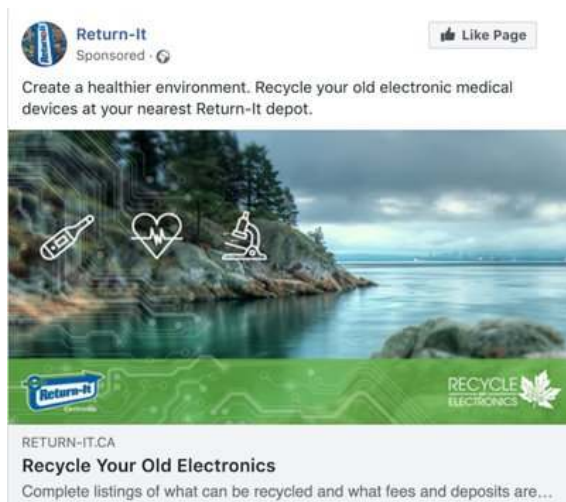 Return-It
Sponsored ·
Like Page
Create a healthier environment. Recycle your old electronic medical
devices at your nearest Return-It depot.
Return-It
RECYCLE
ELECTRONICS
RETURN-IT.CA
Recycle Your Old Electronics
Complete listings of what can be recycled and what fees and deposits are...